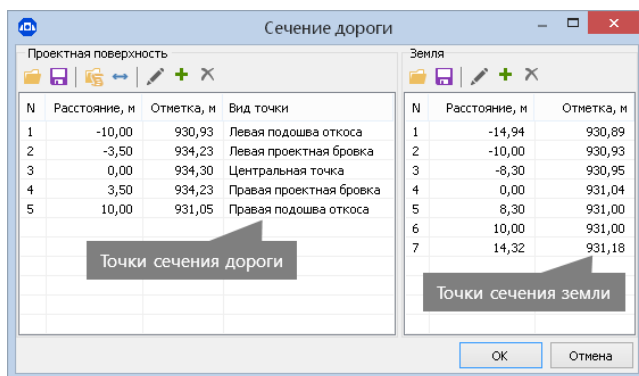 Сечение дороги
Проектная поверхность
N Расстояние, м Отметка, м Вид точки
1 -10,00 930,93 Левая подошва откоса
2 -3,50 934,23 Левая проектная бровка
3 0,00 934,30 Центральная точка
4 3,50 934,23 Правая проектная бровка
5 10,00 931,05 Правая подошва откоса
Точки сечения дороги
Земля
N Расстояние, м Отметка, м
1 -14,94 930,89
2 -10,00 930,93
3 -8,30 930,95
4 0,00 931,04
5 8,30 931,00
6 10,00 931,00
7 14,32 931,18
Точки сечения земли
OK Отмена